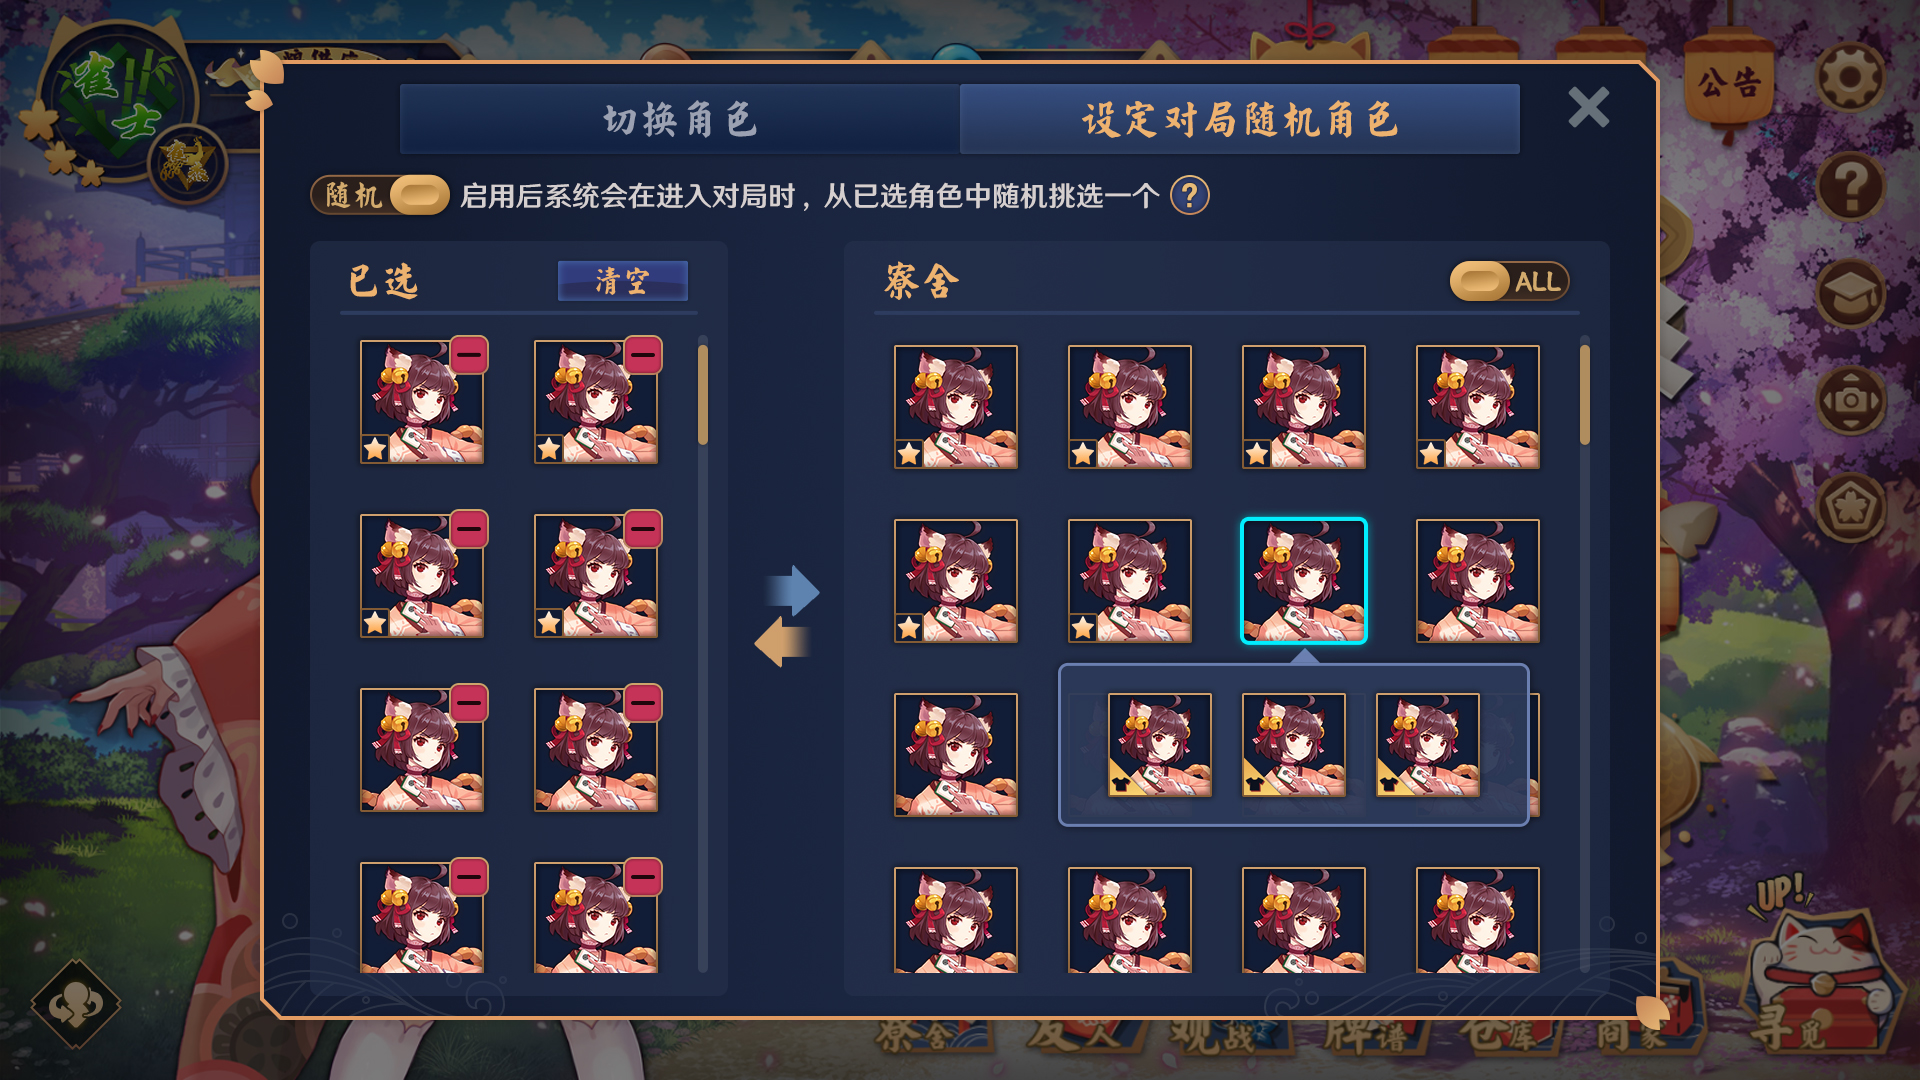 雀士
公告
切换角色
设定对局随机角色
随机
启用后系统会在进入对局时，从已选角色中随机挑选一个
?
已选
清空
寮舍
ALL
UP!
寮舍
友人
观战
牌谱
仓库
商家
寻觅